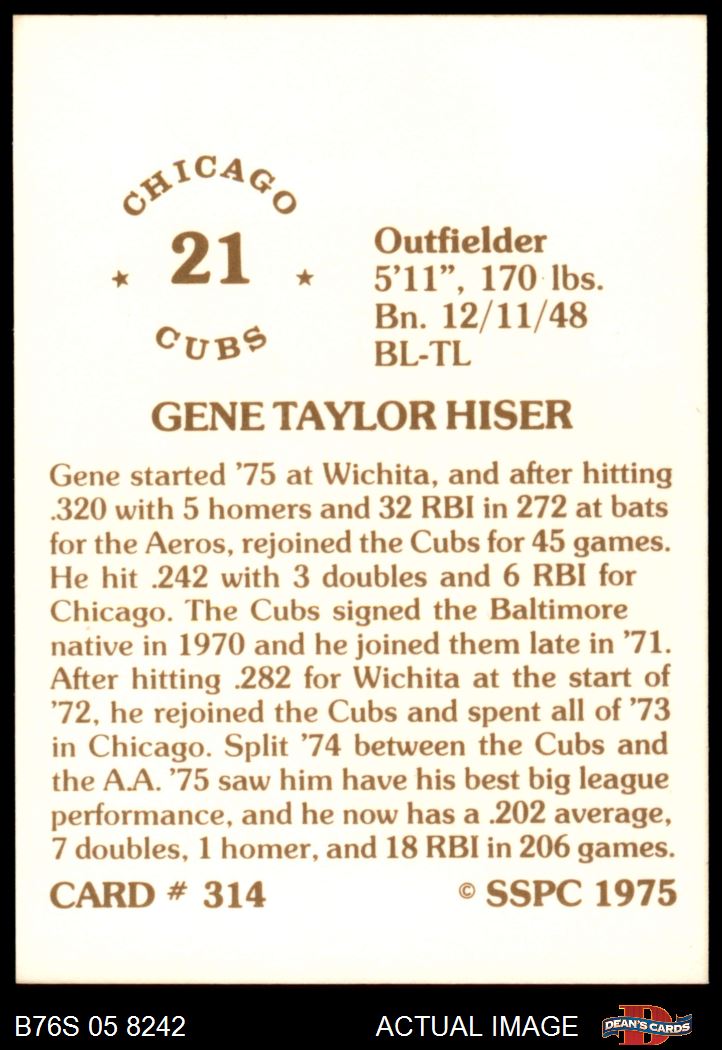 CHICAGO
21
CUBS
Outfielder
5'11”, 170 lbs.
Bn. 12/11/48
BL-TL
GENE TAYLOR HISER
Gene started '75 at Wichita, and after hitting
.320 with 5 homers and 32 RBI in 272 at bats
for the Aeros, rejoined the Cubs for 45 games.
He hit .242 with 3 doubles and 6 RBI for
Chicago. The Cubs signed the Baltimore
native in 1970 and he joined them late in '71.
After hitting .282 for Wichita at the start of
'72, he rejoined the Cubs and spent all of '73
in Chicago. Split '74 between the Cubs and
the A.A. '75 saw him have his best big league
performance, and he now has a .202 average,
7 doubles, 1 homer, and 18 RBI in 206 games.
CARD # 314 © SSPC 1975
B76S 05 8242 ACTUAL IMAGE D DEAN'S CARDS